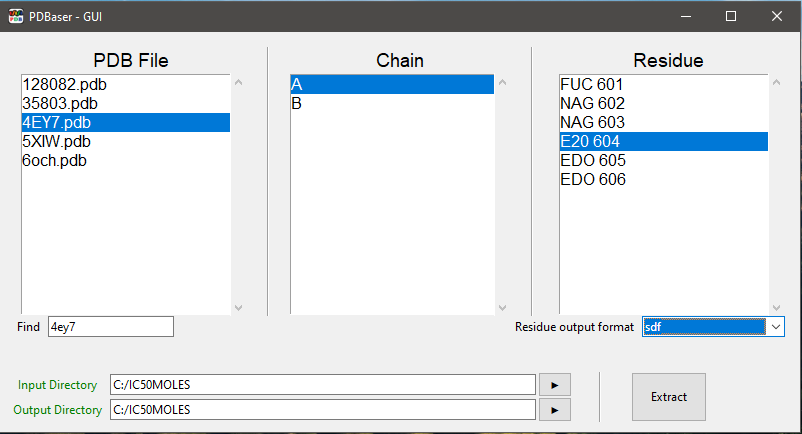 PDBaser - GUI
PDB File
128082.pdb
35803.pdb
4EY7.pdb
5XIW.pdb
6och.pdb
Find 4ey7
Chain
A
B
Residue
FUC 601
NAG 602
NAG 603
E20 604
EDO 605
EDO 606
Residue output format sdf
Input Directory C:/IC50MOLES
Output Directory C:/IC50MOLES
Extract